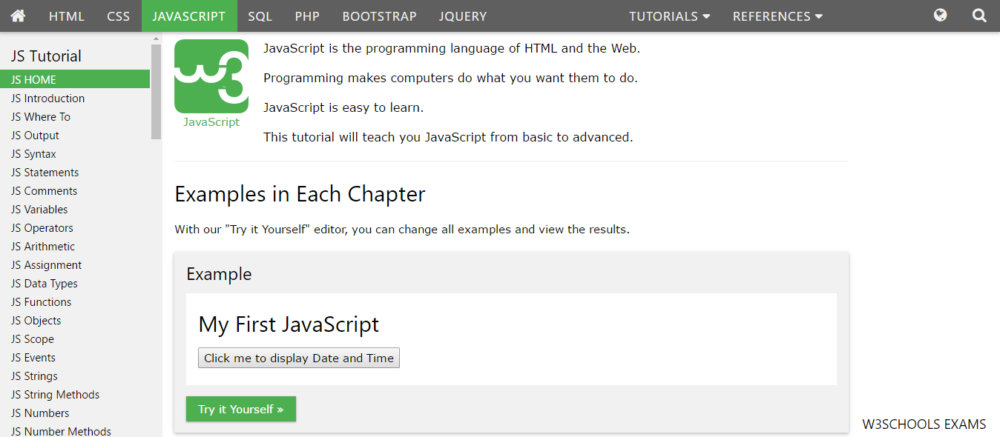 HTML CSS JAVASCRIPT SQL PHP BOOTSTRAP JQUERY TUTORIALS REFERENCES
JS Tutorial
JS HOME
JS Introduction
JS Where To
JS Output
JS Syntax
JS Statements
JS Comments
JS Variables
JS Operators
JS Arithmetic
JS Assignment
JS Data Types
JS Functions
JS Objects
JS Scope
JS Events
JS Strings
JS String Methods
JS Numbers
JS Number Methods
w3
JavaScript
JavaScript is the programming language of HTML and the Web.
Programming makes computers do what you want them to do.
JavaScript is easy to learn.
This tutorial will teach you JavaScript from basic to advanced.
Examples in Each Chapter
With our "Try it Yourself" editor, you can change all examples and view the results.
Example
My First JavaScript
Click me to display Date and Time
Try it Yourself »
W3SCHOOLS EXAMS